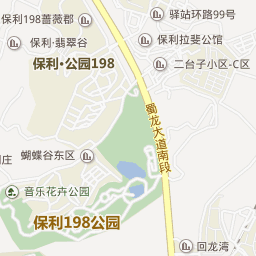 保利198蔷薇郡
驿站环路99号
保利·翡翠谷
保利拉斐公馆
保利·公园198
二台子小区-C区
蜀龙大道南段
蝴蝶谷东区
庄
音乐花卉公园
保利198公园
回龙湾